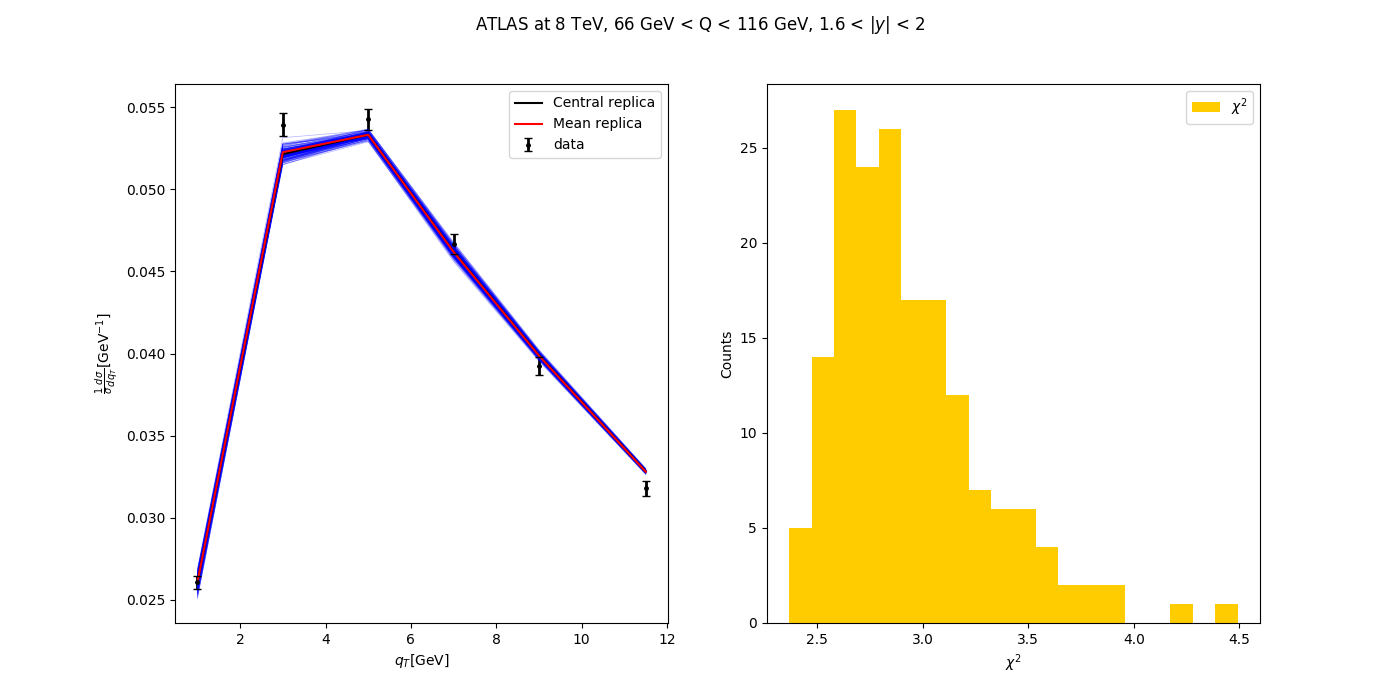 ATLAS at 8 TeV, 66 GeV < Q < 116 GeV, 1.6 < |y| < 2
Central replica
Mean replica
data
0.055
0.050
0.045
0.040
0.035
0.030
0.025
1/σ dσ/dq_T [GeV⁻¹]
2 4 6 8 10 12
q_T[GeV]
χ²
25
20
15
10
5
0
Counts
2.5 3.0 3.5 4.0 4.5
χ²